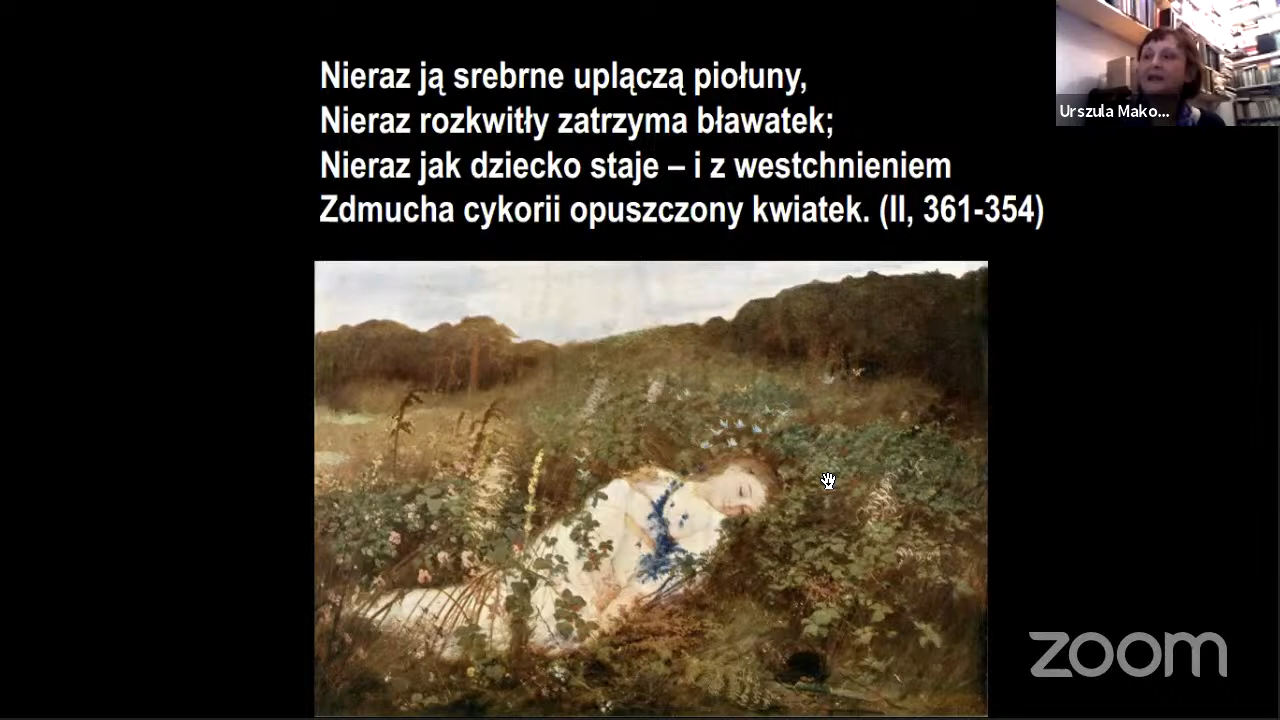 Nieraz ją srebrne uplączą piołuny,
Nieraz rozkwitły zatrzyma bławatek;
Nieraz jak dziecko staje – i z westchnieniem
Zdmucha cykorii opuszczony kwiatek. (II, 361-354)
Urszula Mako...
zoom